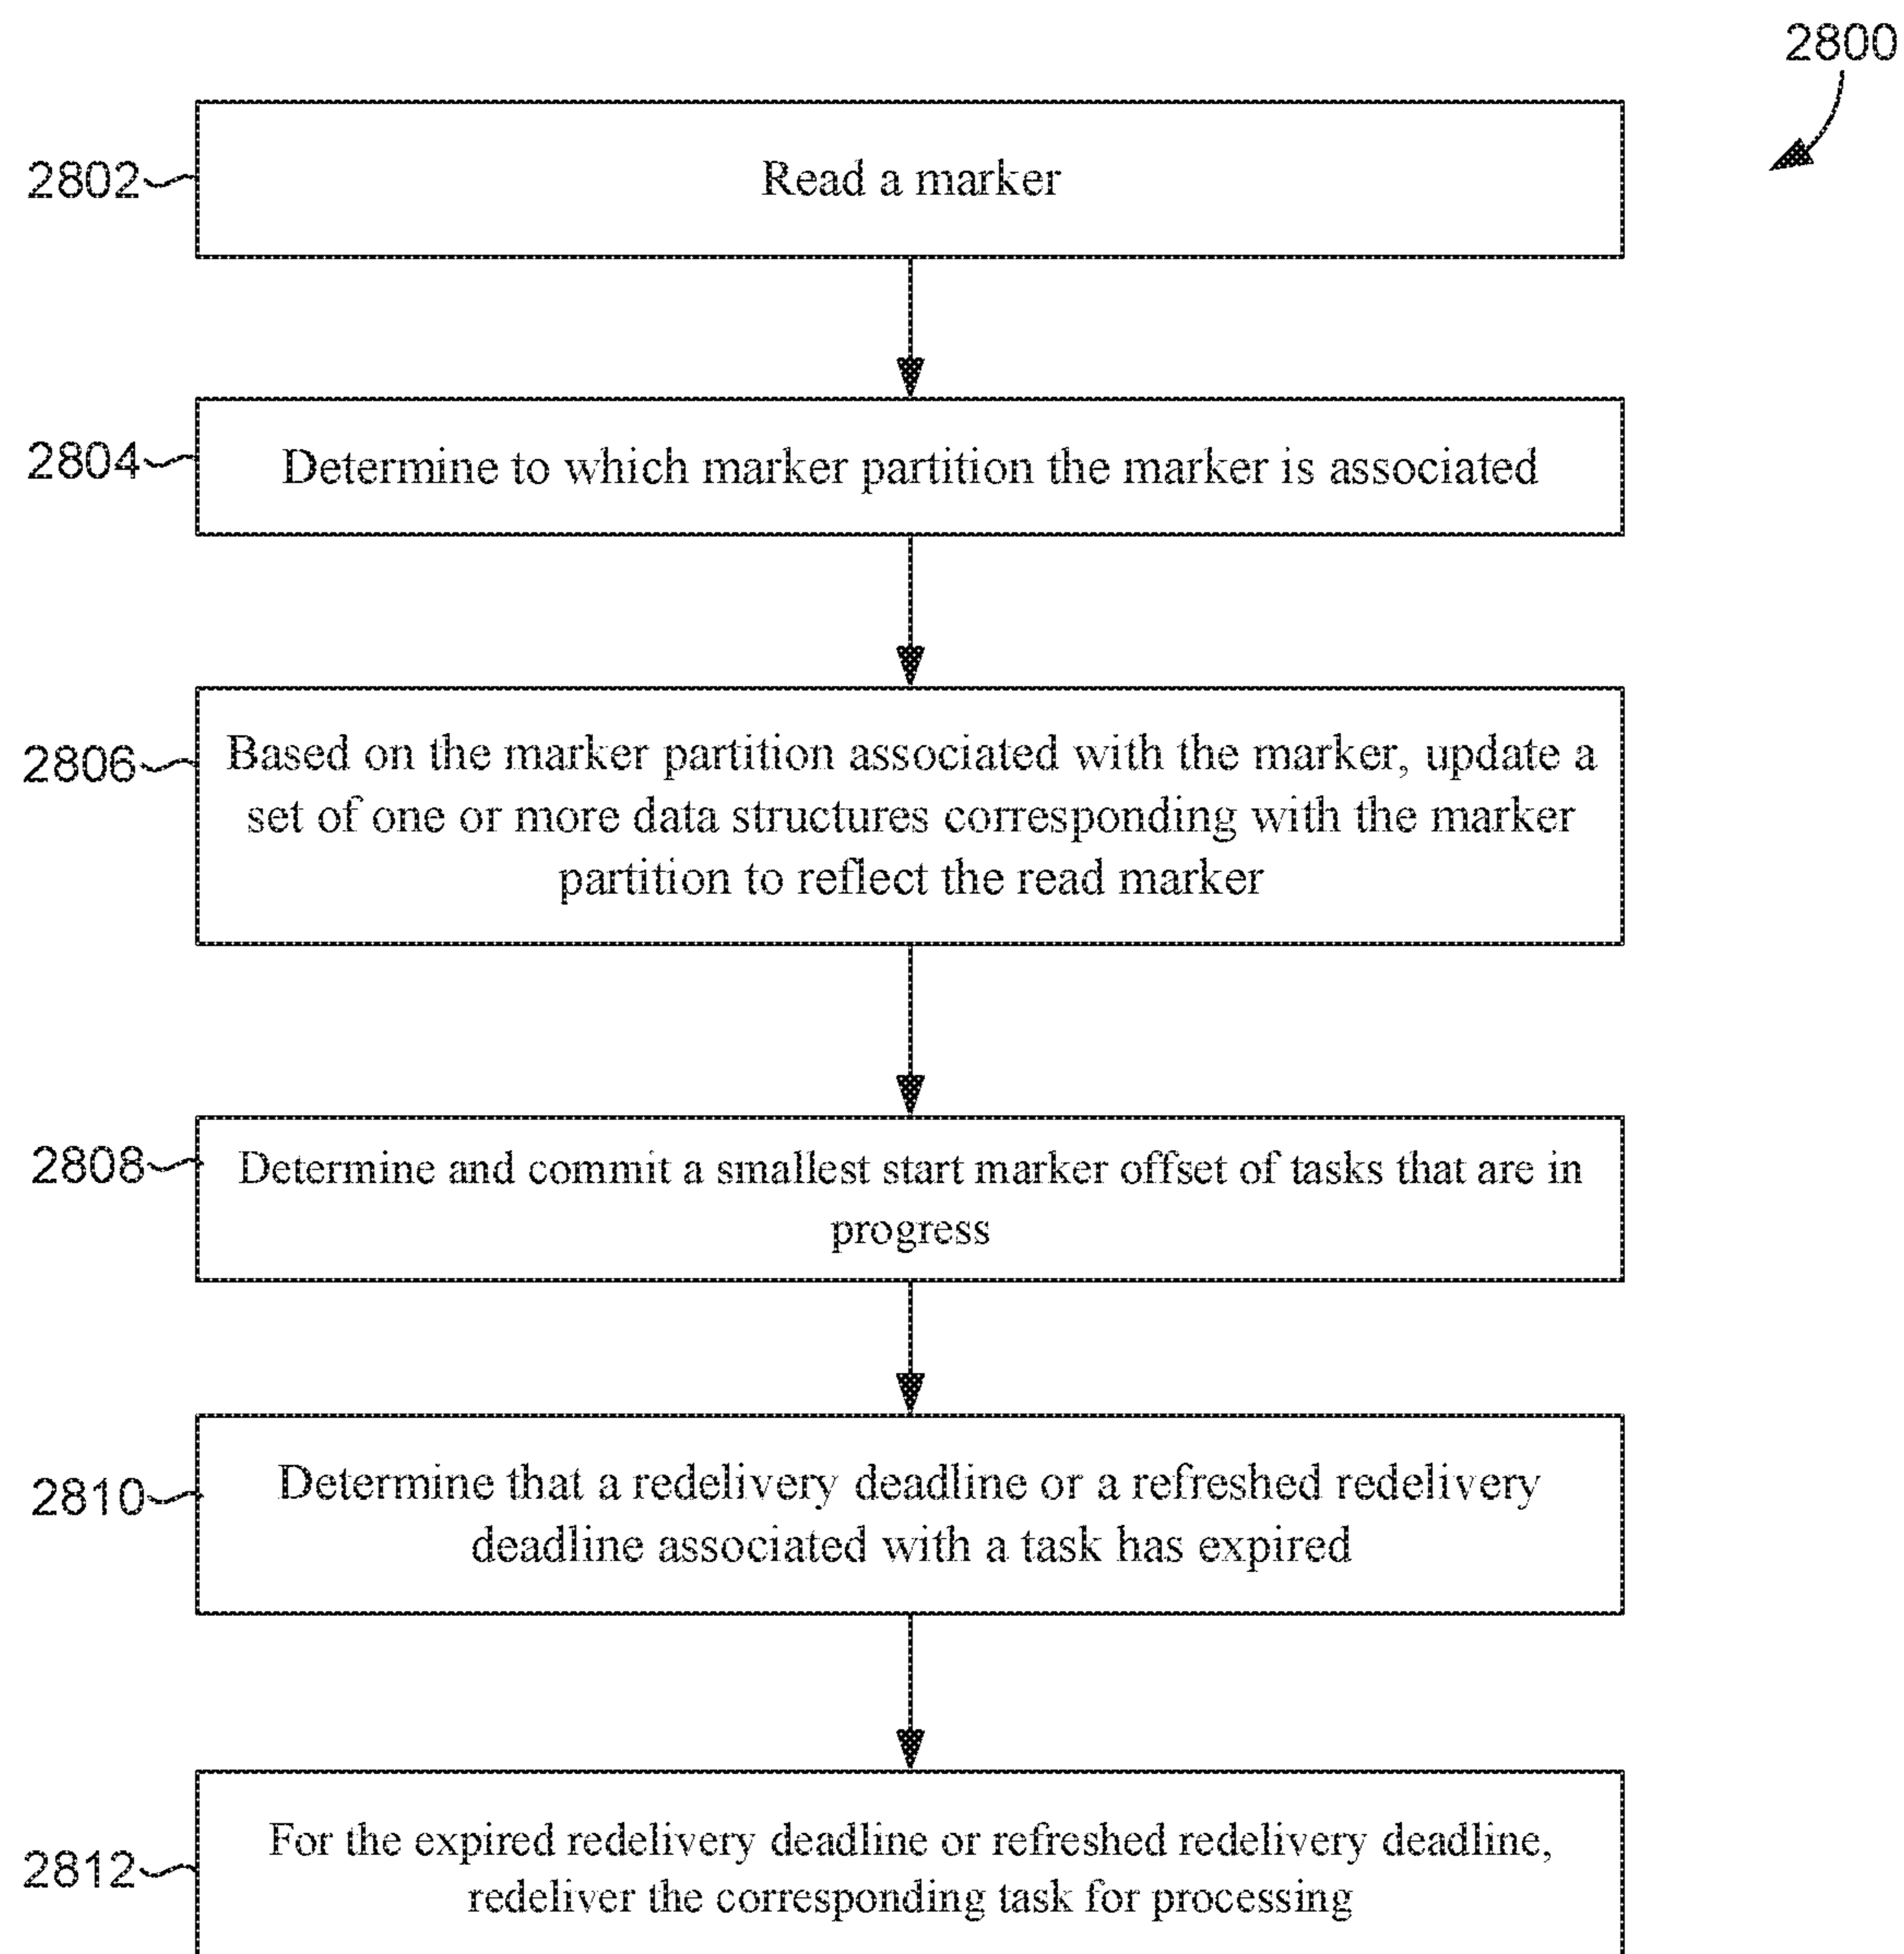 2800
2802
Read a marker
2804
Determine to which marker partition the marker is associated
2806
Based on the marker partition associated with the marker, update a
set of one or more data structures corresponding with the marker
partition to reflect the read marker
2808
Determine and commit a smallest start marker offset of tasks that are in
progress
2810
Determine that a redelivery deadline or a refreshed redelivery
deadline associated with a task has expired
2812
For the expired redelivery deadline or refreshed redelivery deadline,
redeliver the corresponding task for processing